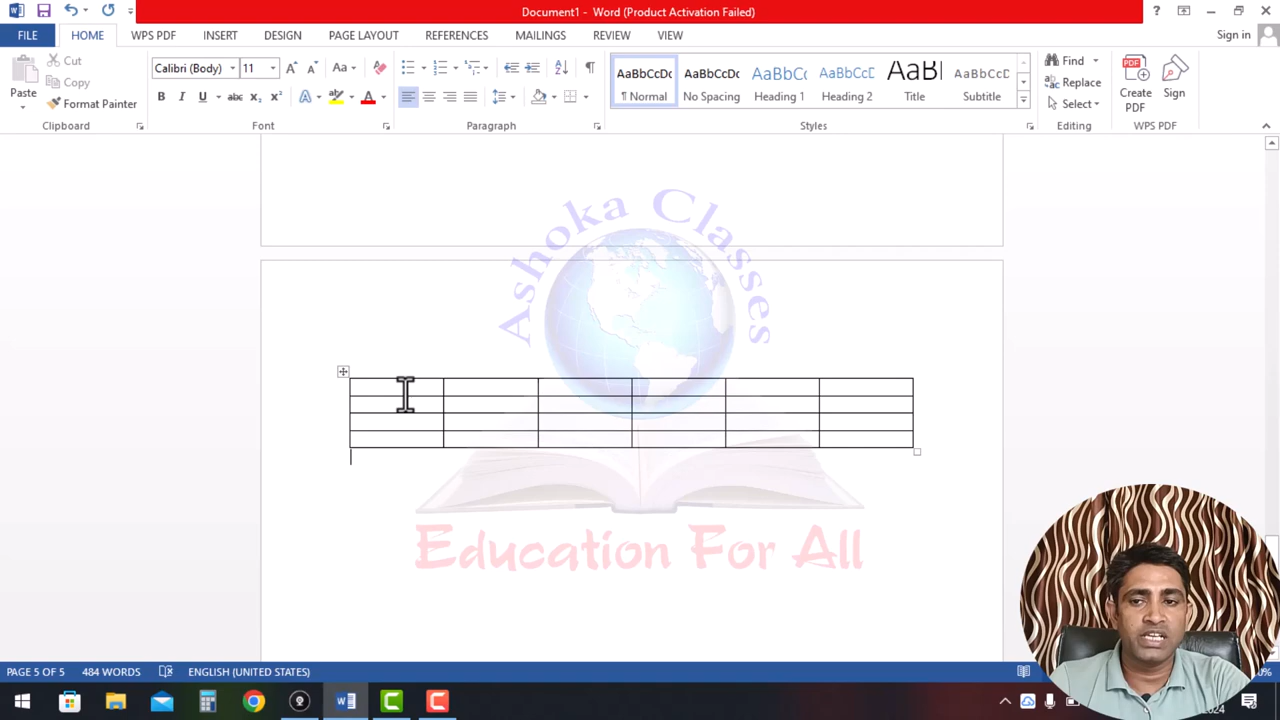 Document1 - Word (Product Activation Failed)
FILE HOME WPS PDF INSERT DESIGN PAGE LAYOUT REFERENCES MAILINGS REVIEW VIEW Sign in
Paste
Cut
Copy
Format Painter
Clipboard
Calibri (Body) 11
Font
Paragraph
AaBbCcDc AaBbCcDc AaBbCc AaBbCcD AaBl AaBbCcD
¶ Normal No Spacing Heading 1 Heading 2 Title Subtitle
Styles
Find
Replace
Select
Editing
Create PDF
Sign
WPS PDF
Ashoka Classes
Education For All
PAGE 5 OF 5 484 WORDS ENGLISH (UNITED STATES)